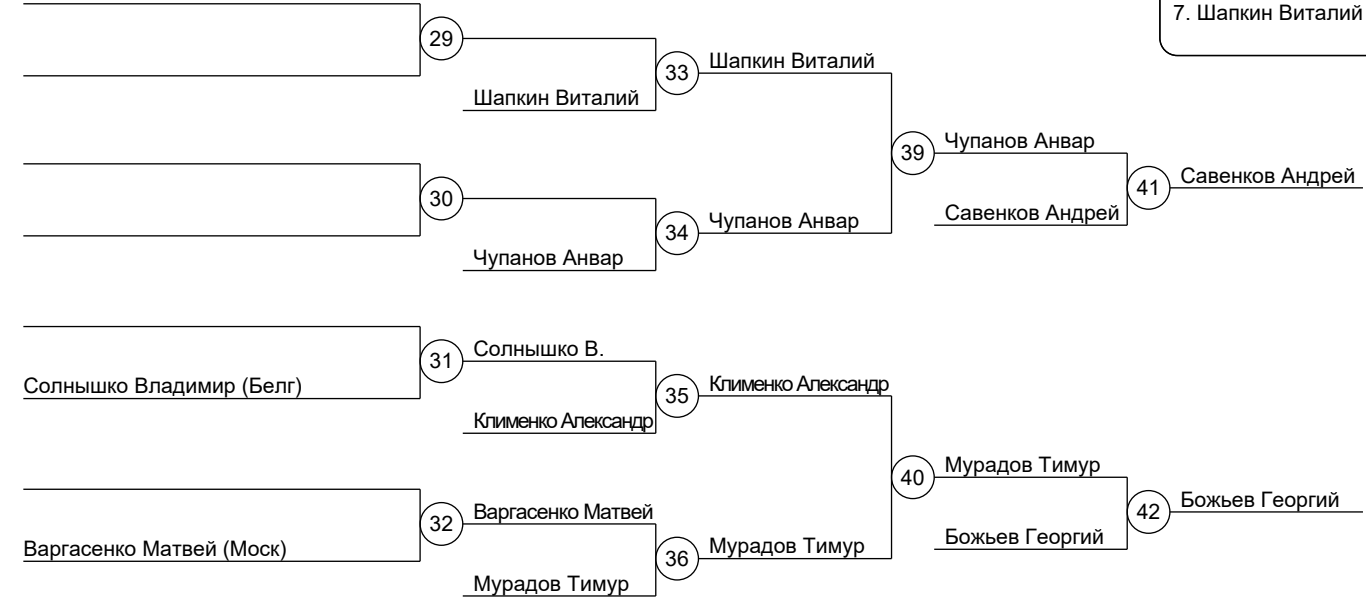 7. Шапкин Виталий
29
Шапкин Виталий
33
Шапкин Виталий
30
Чупанов Анвар
34
Чупанов Анвар
39
Чупанов Анвар
Савенков Андрей
41
Савенков Андрей
Солнышко Владимир (Белг)
31
Солнышко В.
Клименко Александр
35
Клименко Александр
Варгасенко Матвей (Моск)
32
Варгасенко Матвей
Мурадов Тимур
36
Мурадов Тимур
40
Мурадов Тимур
Божьев Георгий
42
Божьев Георгий